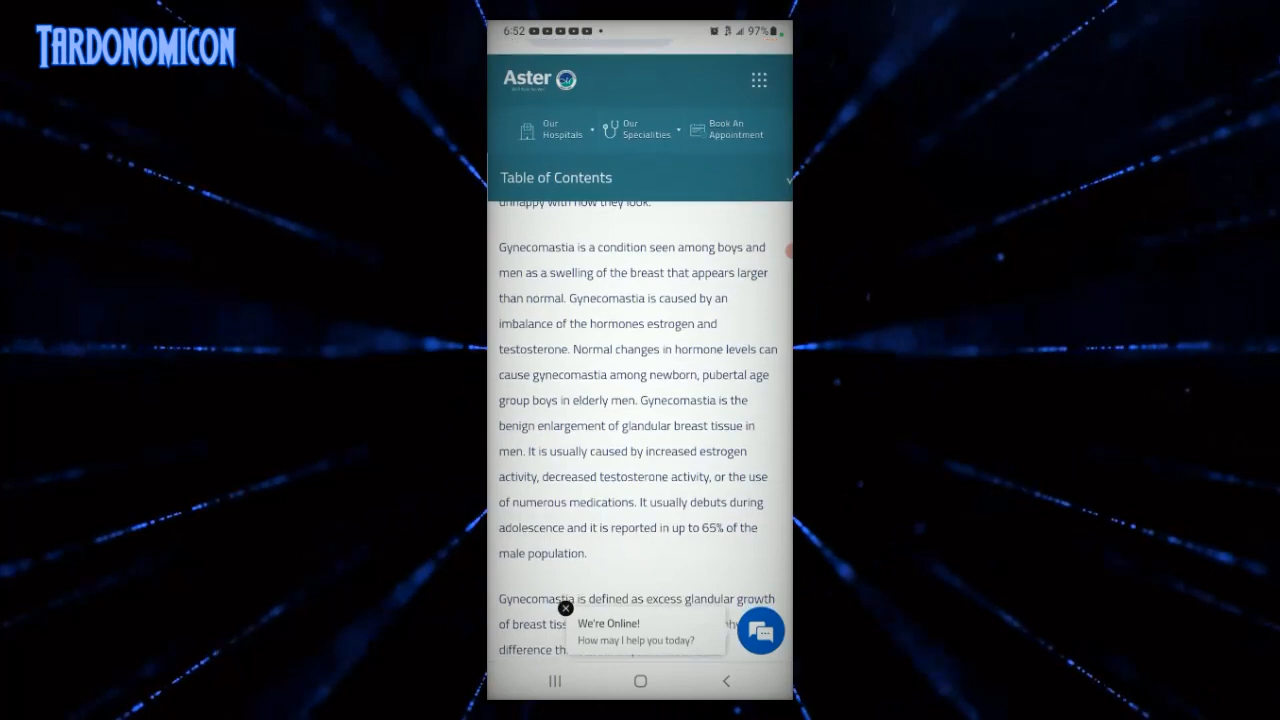 TARDONOMICON
6:52
97%
Aster
Our
Hospitals
Our
Specialities
Book An
Appointment
Table of Contents
unhappy with how they look.
Gynecomastia is a condition seen among boys and
men as a swelling of the breast that appears larger
than normal. Gynecomastia is caused by an
imbalance of the hormones estrogen and
testosterone. Normal changes in hormone levels can
cause gynecomastia among newborn, pubertal age
group boys in elderly men. Gynecomastia is the
benign enlargement of glandular breast tissue in
men. It is usually caused by increased estrogen
activity, decreased testosterone activity, or the use
of numerous medications. It usually debuts during
adolescence and it is reported in up to 65% of the
male population.
Gynecomastia is defined as excess glandular growth
of breast tiss
difference th
We're Online!
How may I help you today?